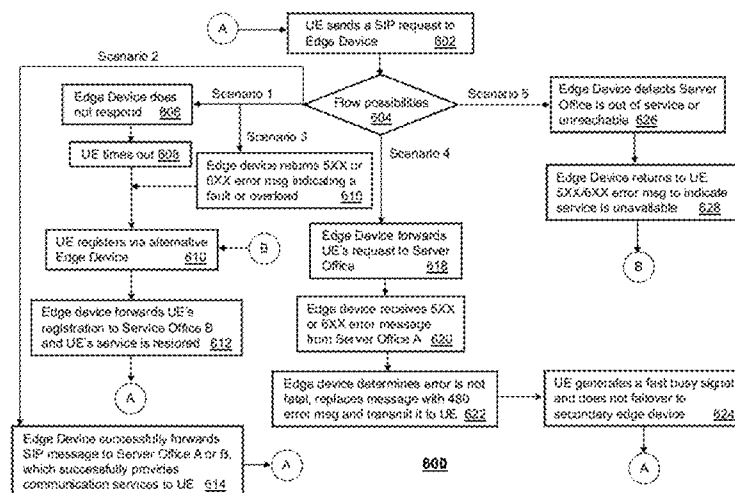 A
UE sends a SIP request to
Edge Device 602
Scenario 2
Scenario 1
Scenario 3
Scenario 4
Scenario 5
Flow possibilities
604
Edge Device does
not respond 606
UE times out 608
Edge device returns 5XX or
6XX error msg indicating a
fault or overload 616
Edge Device detects Server
Office is out of service or
unreachable 626
Edge Device returns to UE
5XX/6XX error msg to indicate
service is unavailable 628
B
UE registers via alternative
Edge Device 610
B
Edge Device forwards
UE's request to Server
Office 618
Edge device forwards UE's
registration to Service Office B
and UE's service is restored 612
A
Edge device receives 5XX
or 6XX error message
from Server Office A 620
Edge device determines error is not
fatal, replaces message with 480
error msg and transmit it to UE 622
UE generates a fast busy signal
and does not failover to
secondary edge device 624
A
Edge Device successfully forwards
SIP message to Server Office A or B,
which successfully provides
communication services to UE 614
A
600